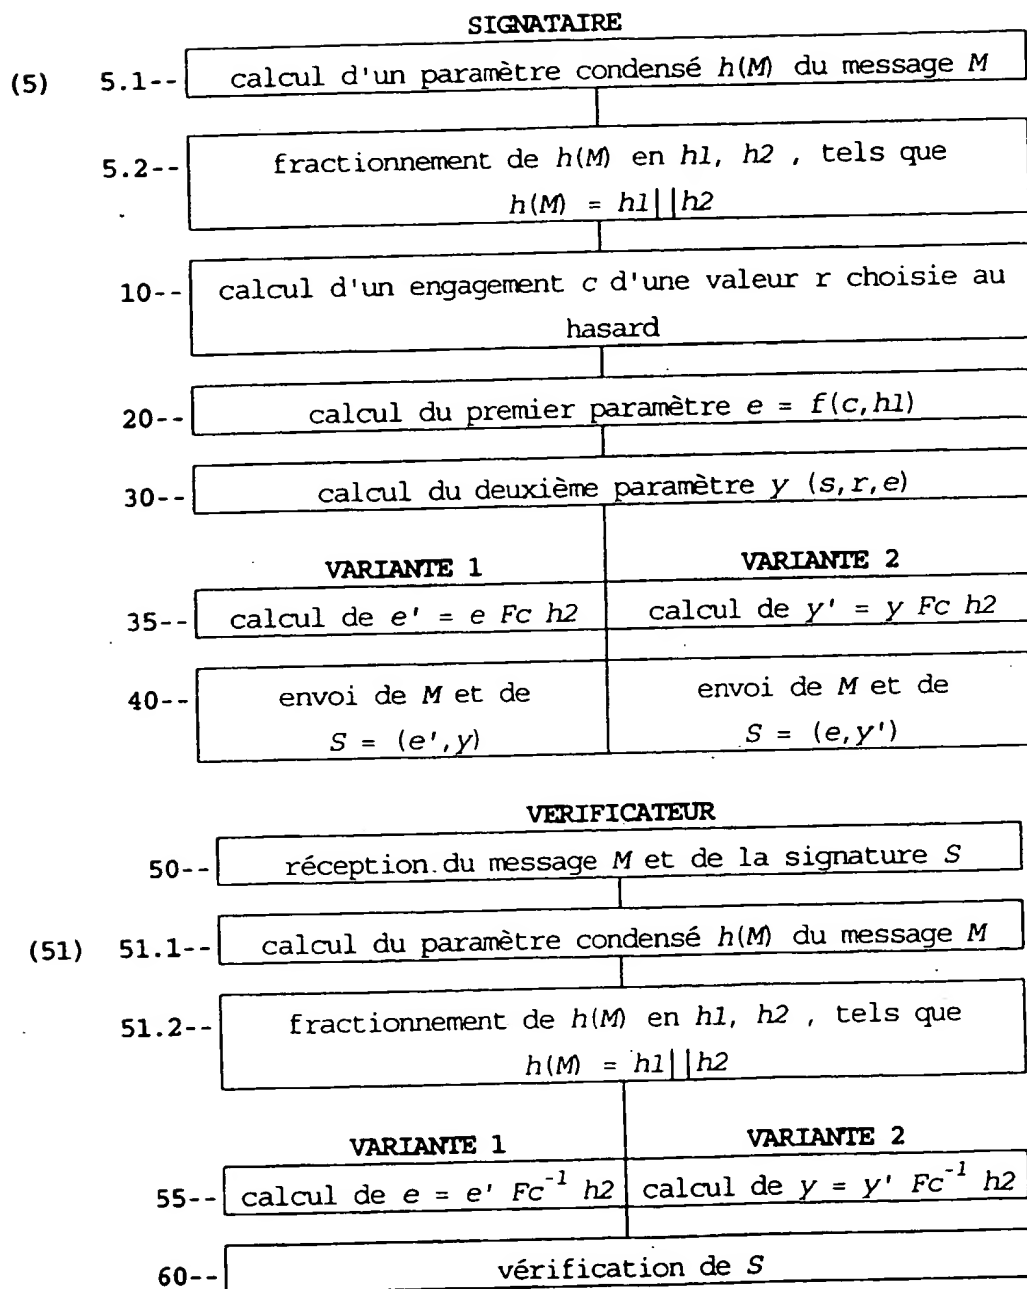 SIGNATAIRE
(5) 5.1-- calcul d'un paramètre condensé h(M) du message M
5.2-- fractionnement de h(M) en h1, h2 , tels que
h(M) = h1||h2
10-- calcul d'un engagement c d'une valeur r choisie au
hasard
20-- calcul du premier paramètre e = f(c,h1)
30-- calcul du deuxième paramètre y (s,r,e)
VARIANTE 1 VARIANTE 2
35-- calcul de e' = e Fc h2 calcul de y' = y Fc h2
40-- envoi de M et de envoi de M et de
S = (e',y) S = (e,y')
VERIFICATEUR
50-- réception du message M et de la signature S
(51) 51.1-- calcul du paramètre condensé h(M) du message M
51.2-- fractionnement de h(M) en h1, h2 , tels que
h(M) = h1||h2
VARIANTE 1 VARIANTE 2
55-- calcul de e = e' Fc⁻¹ h2 calcul de y = y' Fc⁻¹ h2
60-- vérification de S